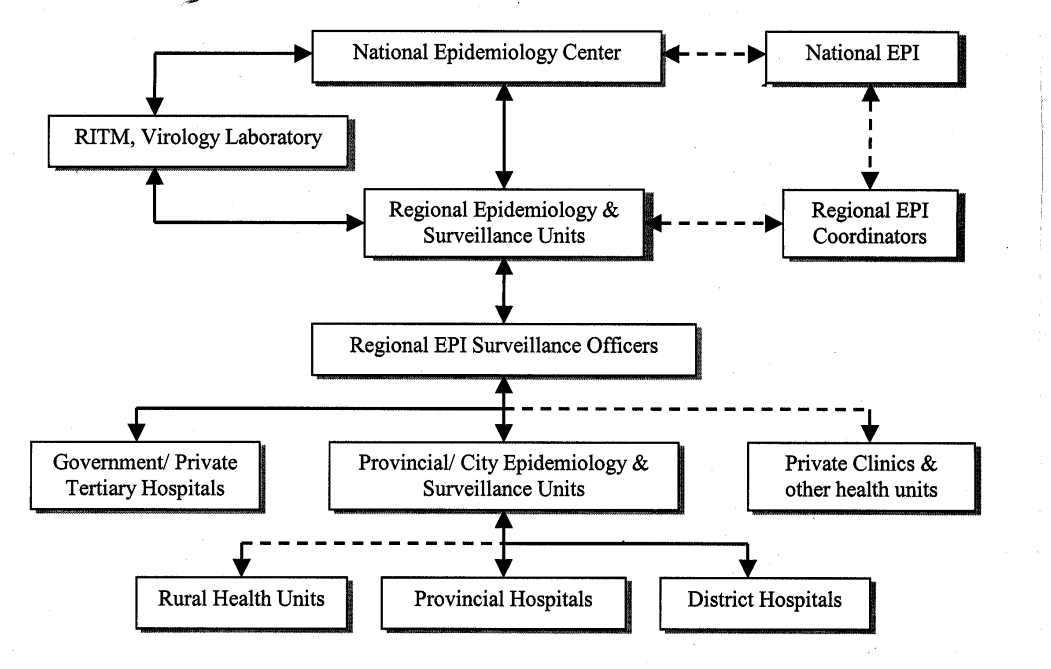 National Epidemiology Center
National EPI
RITM, Virology Laboratory
Regional Epidemiology &
Surveillance Units
Regional EPI
Coordinators
Regional EPI Surveillance Officers
Government/ Private
Tertiary Hospitals
Provincial/ City Epidemiology &
Surveillance Units
Private Clinics &
other health units
Rural Health Units
Provincial Hospitals
District Hospitals